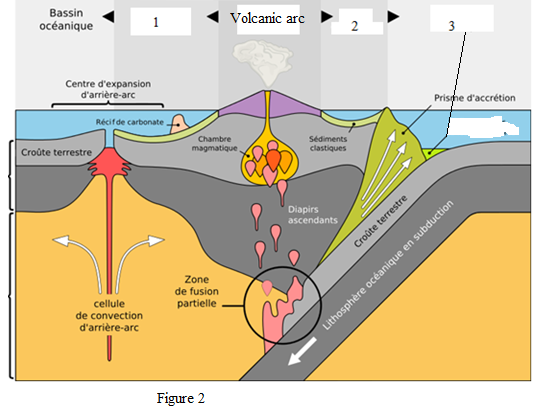 Bassin
océanique
1
Volcanic arc
2
3
Centre d'expansion
d'arrière-arc
Récif de carbonate
Prisme d'accrétion
Croûte terrestre
Chambre
magmatique
Sédiments
clastiques
Diapirs
ascendants
Croûte terrestre
Lithosphère océanique en subduction
Zone
de fusion
partielle
cellule
de convection
d'arrière-arc
Figure 2